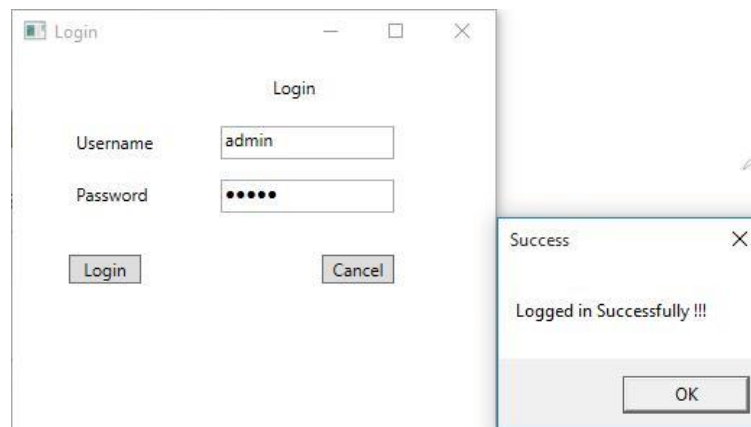 Login
Login
Username admin
Password •••••
Login Cancel
Success
Logged in Successfully !!!
OK